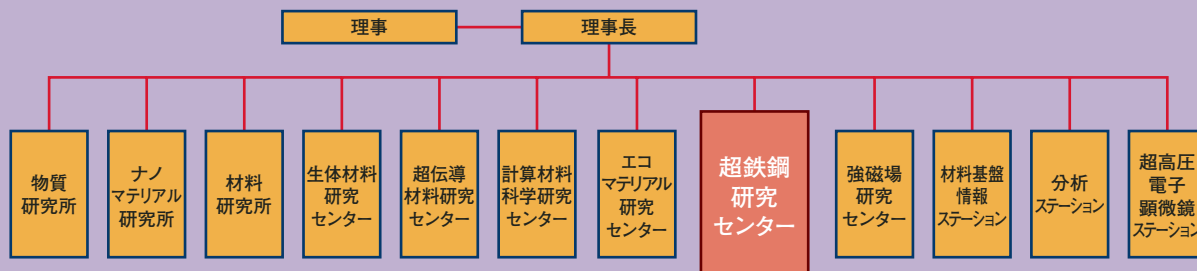 理事
理事長
物質
研究所
ナノ
マテリアル
研究所
材料
研究所
生体材料
研究
センター
超伝導
材料研究
センター
計算材料
科学研究
センター
エコ
マテリアル
研究
センター
超鉄鋼
研究
センター
強磁場
研究
センター
材料基盤
情報
ステーション
分析
ステーション
超高圧
電子
顕微鏡
ステーション